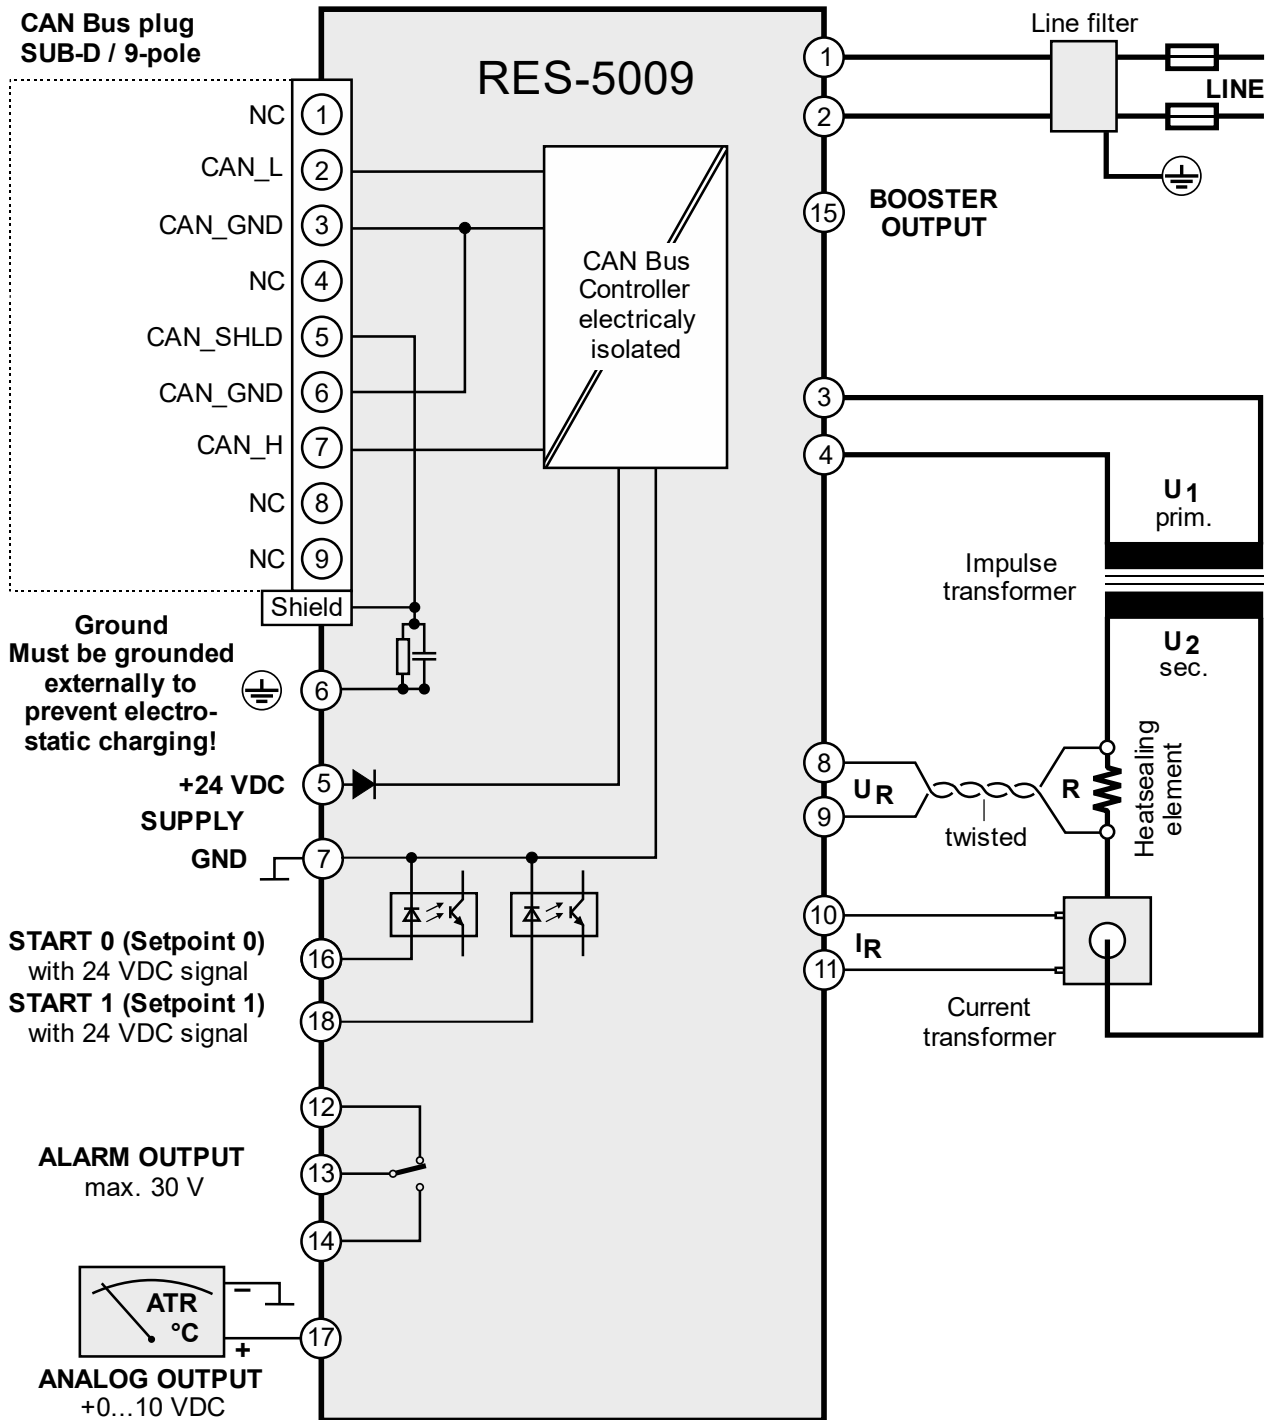 CAN Bus plug
SUB-D / 9-pole
RES-5009
Line filter
LINE
1
2
15
BOOSTER
OUTPUT
NC 1
CAN_L 2
CAN_GND 3
NC 4
CAN_SHLD 5
CAN_GND 6
CAN_H 7
NC 8
NC 9
Shield
CAN Bus
Controller
electricaly
isolated
3
4
U1
prim.
Impulse
transformer
U2
sec.
Ground
Must be grounded
externally to
prevent electro-
static charging!
6
+24 VDC 5
SUPPLY
GND 7
8
9
UR
twisted
R
Heatsealing
element
10
11
IR
Current
transformer
START 0 (Setpoint 0)
with 24 VDC signal
16
START 1 (Setpoint 1)
with 24 VDC signal
18
12
ALARM OUTPUT
max. 30 V
13
14
ATR
°C
–
+
17
ANALOG OUTPUT
+0...10 VDC